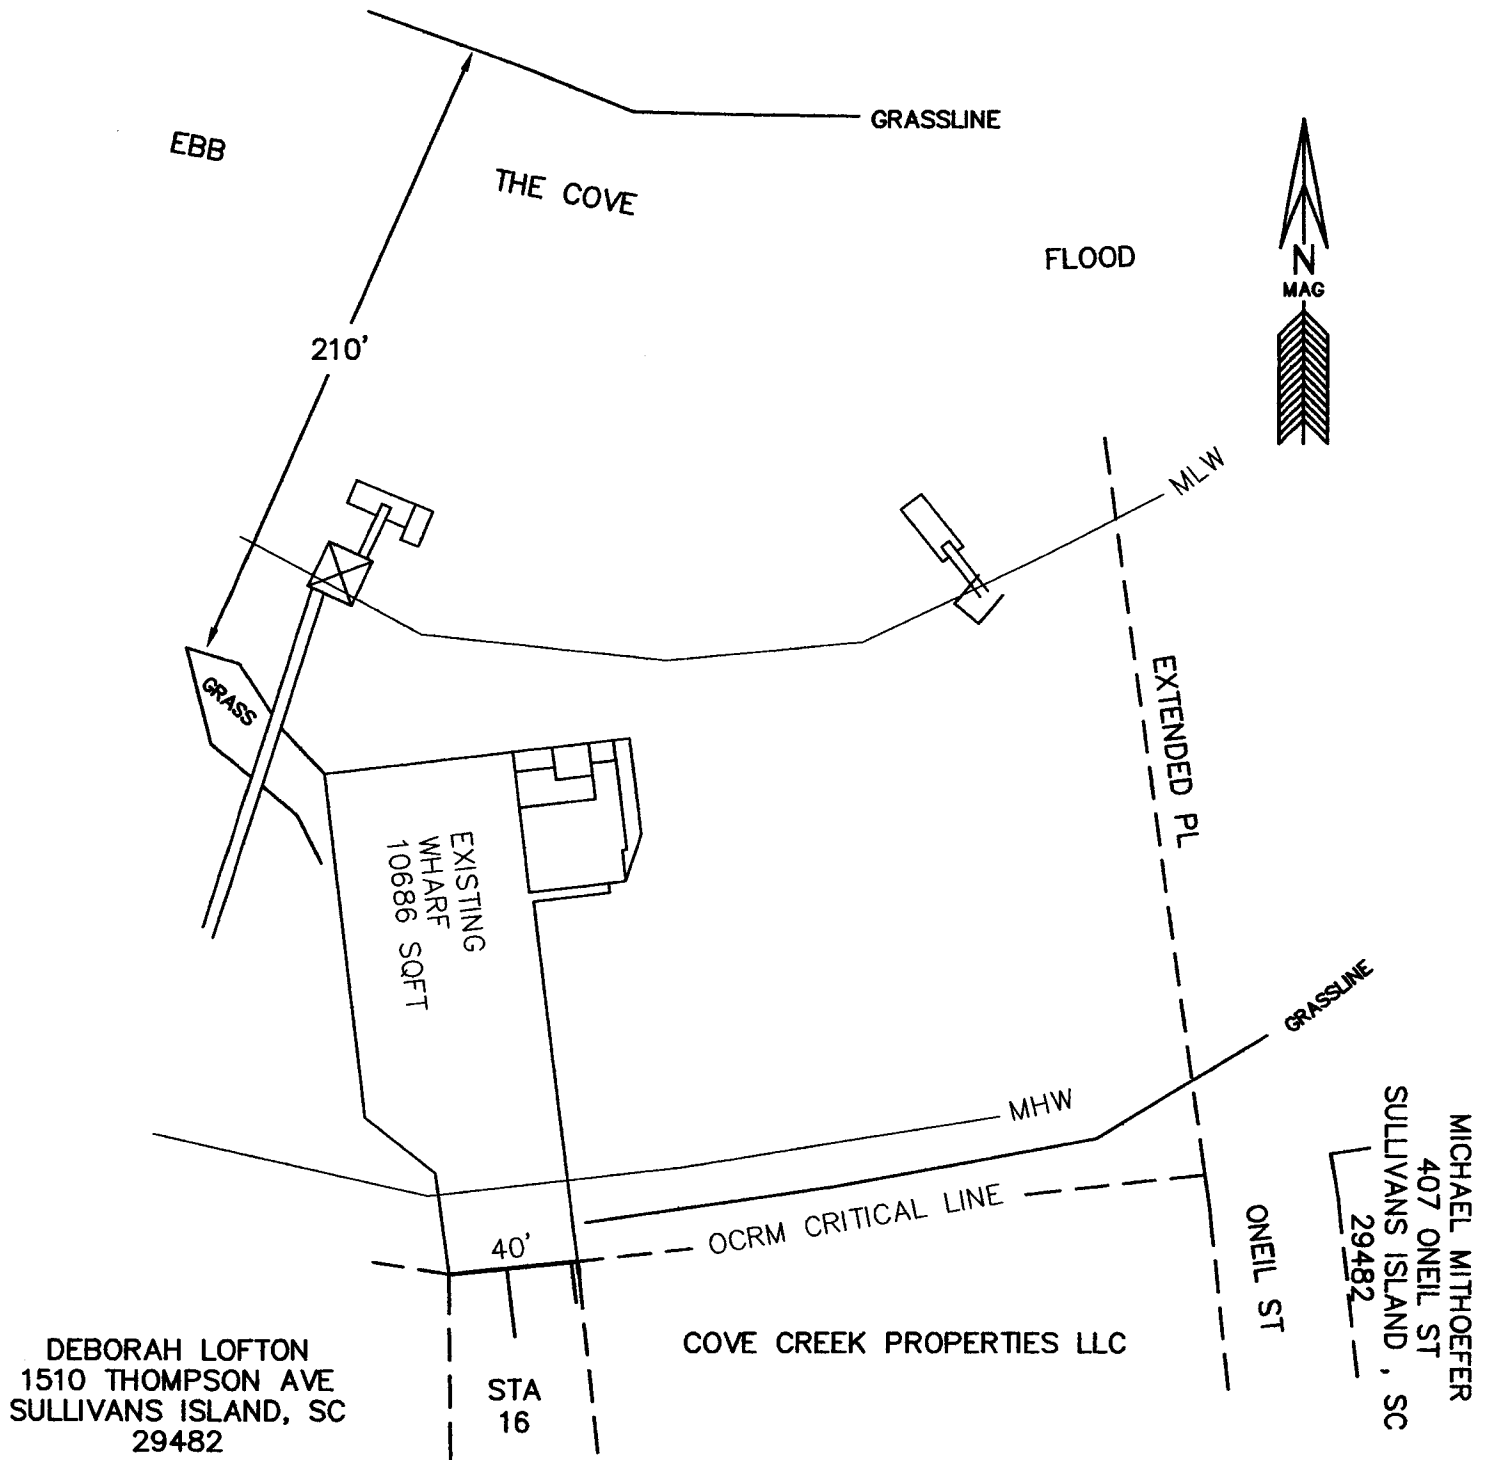 GRASSLINE
EBB
THE COVE
FLOOD
N
MAG
210'
MLW
GRASS
EXTENDED PL
EXISTING
WHARF
10686 SQFT
GRASSLINE
MHW
OCRM CRITICAL LINE
40'
ONEIL ST
MICHAEL MITHOEFER
407 ONEIL ST
SULLIVANS ISLAND , SC
29482
COVE CREEK PROPERTIES LLC
STA
16
DEBORAH LOFTON
1510 THOMPSON AVE
SULLIVANS ISLAND, SC
29482